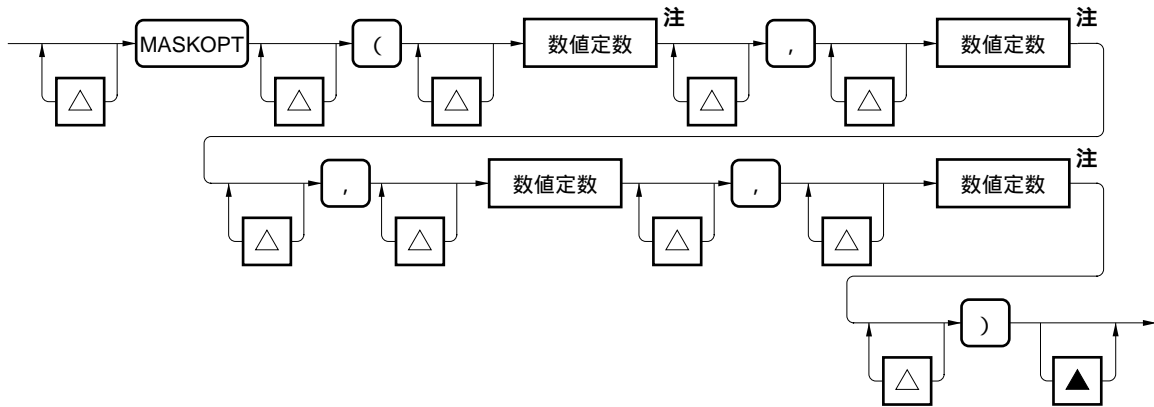 注 注
MASKOPT ( 数値定数 , 数値定数
△ △ △ △ △
注
, 数値定数 , 数値定数
△ △ △ △
)
△ ▲